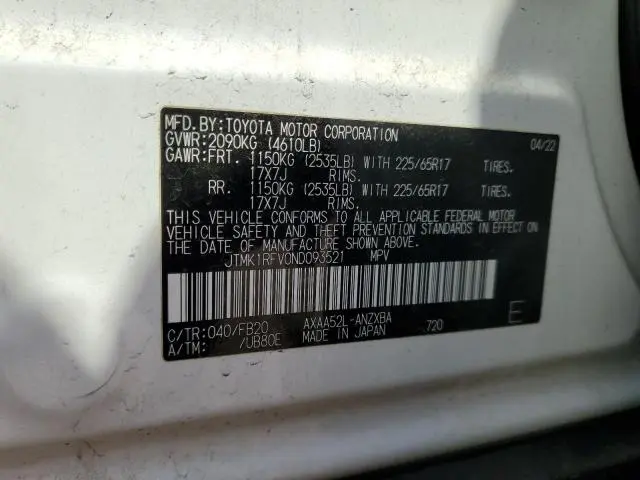 MFD.BY:TOYOTA MOTOR CORPORATION 04/22
GVWR:2090KG (4610LB)
GAWR:FRT. 1150KG (2535LB) WITH 225/65R17 TIRES.
17X7J RIMS.
RR. 1150KG (2535LB) WITH 225/65R17 TIRES.
17X7J RIMS.
THIS VEHICLE CONFORMS TO ALL APPLICABLE FEDERAL MOTOR
VEHICLE SAFETY AND THEFT PREVENTION STANDARDS IN EFFECT ON
THE DATE OF MANUFACTURE SHOWN ABOVE.
JTMK1RFV0ND093521 MPV
C/TR:040/FB20 AXAA52L-ANZXBA 720 E
A/TM: /UB80E MADE IN JAPAN